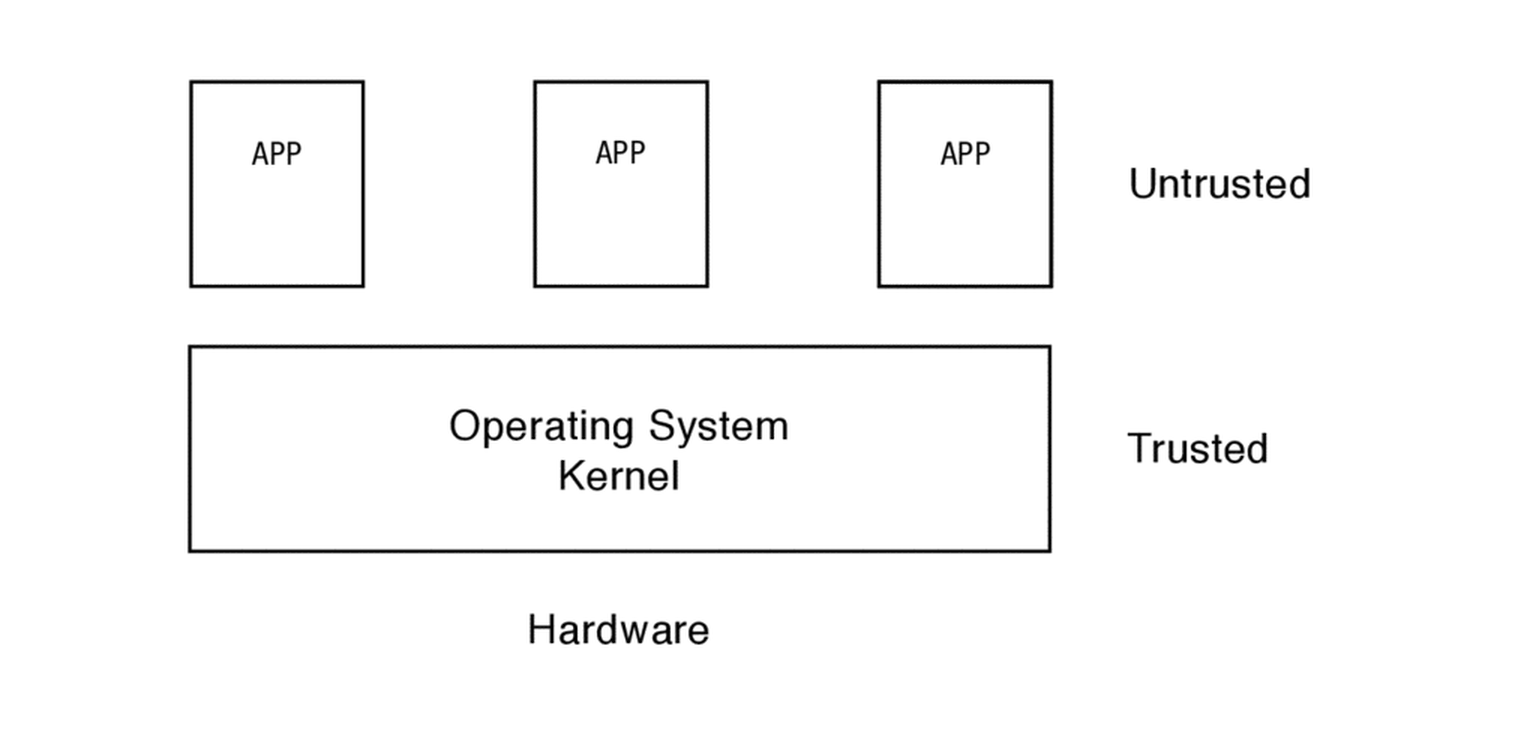 APP
APP
APP
Untrusted
Operating System
Kernel
Trusted
Hardware